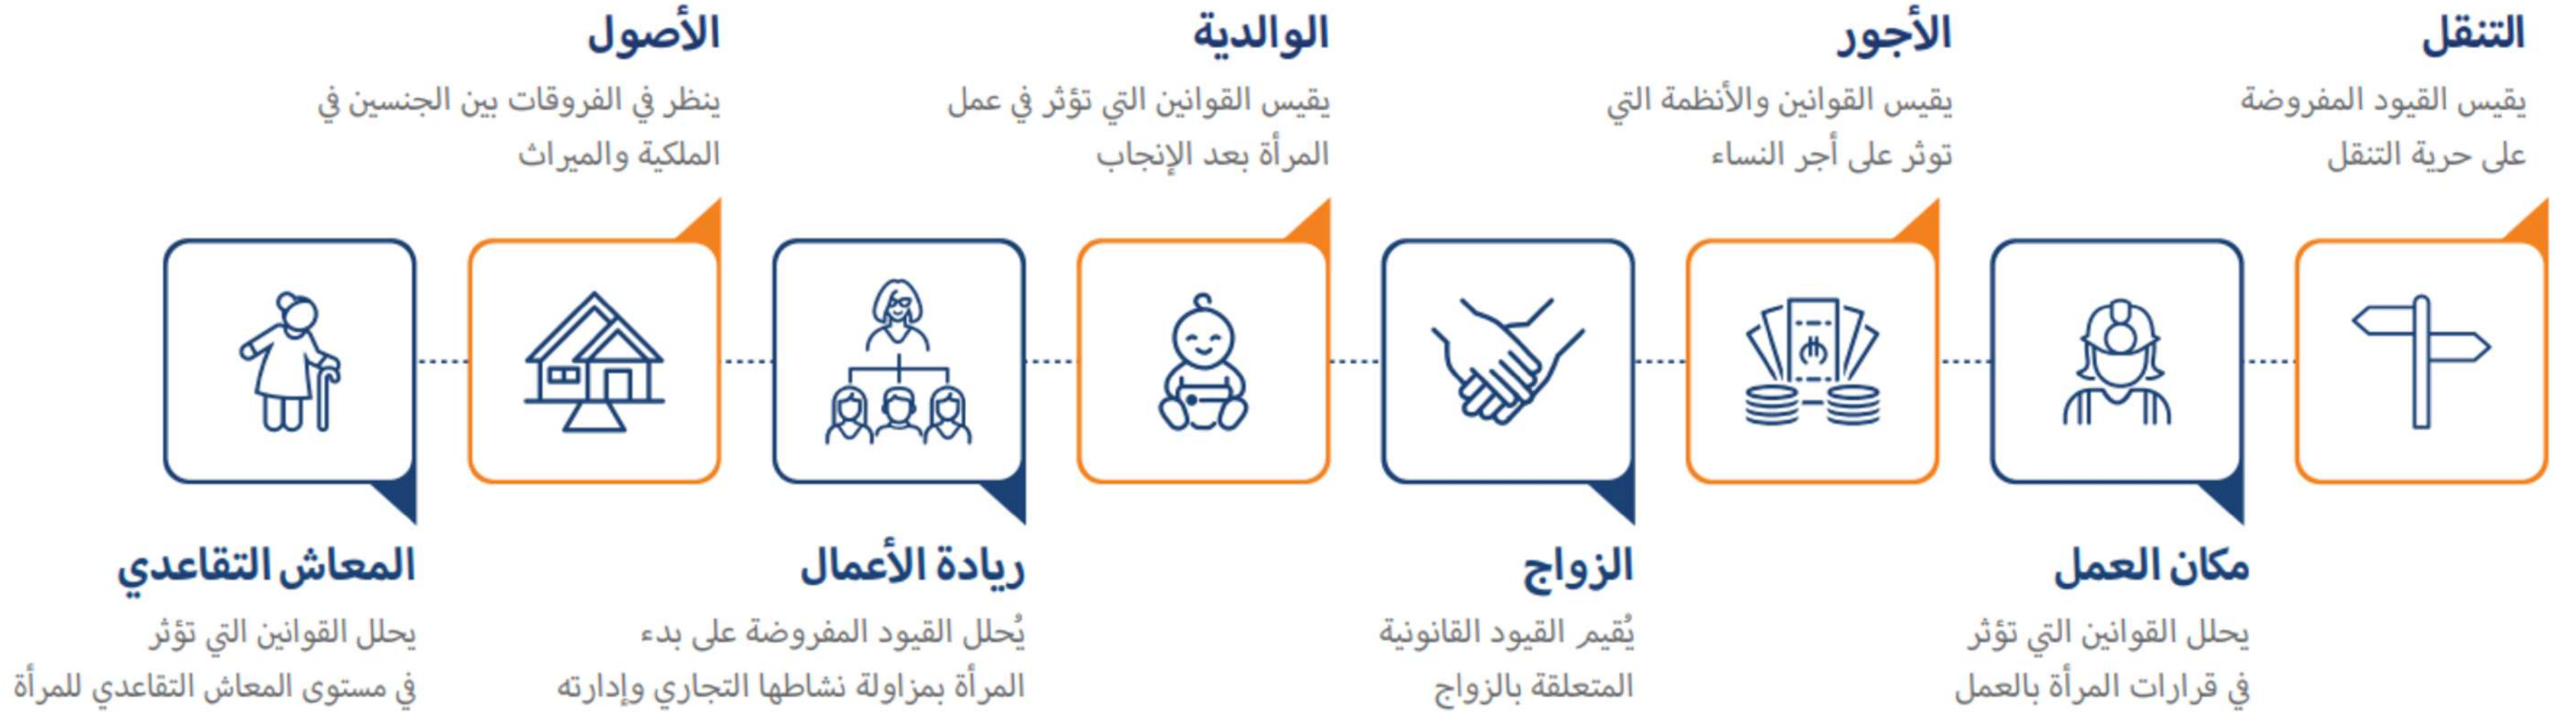 التنقل
يقيس القيود المفروضة
على حرية التنقل
مكان العمل
يحلل القوانين التي تؤثر
في قرارات المرأة بالعمل
الأجور
يقيس القوانين والأنظمة التي
توثر على أجر النساء
الزواج
يُقيم القيود القانونية
المتعلقة بالزواج
الوالدية
يقيس القوانين التي تؤثر في عمل
المرأة بعد الإنجاب
ريادة الأعمال
يُحلل القيود المفروضة على بدء
المرأة بمزاولة نشاطها التجاري وإدارته
الأصول
ينظر في الفروقات بين الجنسين في
الملكية والميراث
المعاش التقاعدي
يحلل القوانين التي تؤثر
في مستوى المعاش التقاعدي للمرأة